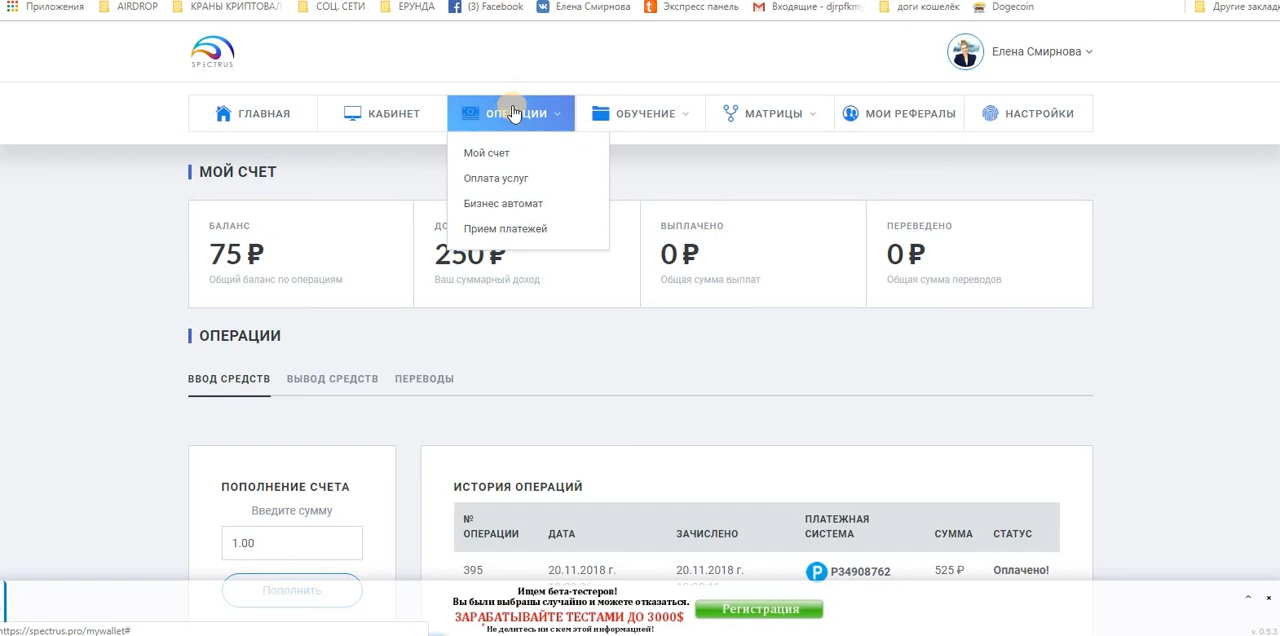 Приложения AIRDROP КРАНЫ КРИПТОВАЛ СОЦ. СЕТИ ЕРУНДА (3) Facebook Елена Смирнова Экспресс панель Входящие - djrpfkmy доги кошелёк Dogecoin Другие заклад
SPECTRUS
Елена Смирнова
ГЛАВНАЯ КАБИНЕТ ОПЕРАЦИИ ОБУЧЕНИЕ МАТРИЦЫ МОИ РЕФЕРАЛЫ НАСТРОЙКИ
Мой счет
Оплата услуг
Бизнес автомат
Прием платежей
МОЙ СЧЕТ
БАЛАНС
75 ₽
Общий баланс по операциям
ДО
250 ₽
Ваш суммарный доход
ВЫПЛАЧЕНО
0 ₽
Общая сумма выплат
ПЕРЕВЕДЕНО
0 ₽
Общая сумма переводов
ОПЕРАЦИИ
ВВОД СРЕДСТВ ВЫВОД СРЕДСТВ ПЕРЕВОДЫ
ПОПОЛНЕНИЕ СЧЕТА
Введите сумму
1.00
Пополнить
ИСТОРИЯ ОПЕРАЦИЙ
№ ОПЕРАЦИИ ДАТА ЗАЧИСЛЕНО ПЛАТЕЖНАЯ СИСТЕМА СУММА СТАТУС
395 20.11.2018 г. 20.11.2018 г. P34908762 525 ₽ Оплачено!
Ищем бета-тестеров!
Вы были выбраны случайно и можете отказаться.
ЗАРАБАТЫВАЙТЕ ТЕСТАМИ ДО 3000$
* Не делитесь ни с кем этой информацией!
Регистрация
https://spectrus.pro/mywallet#
v. 0.5.3